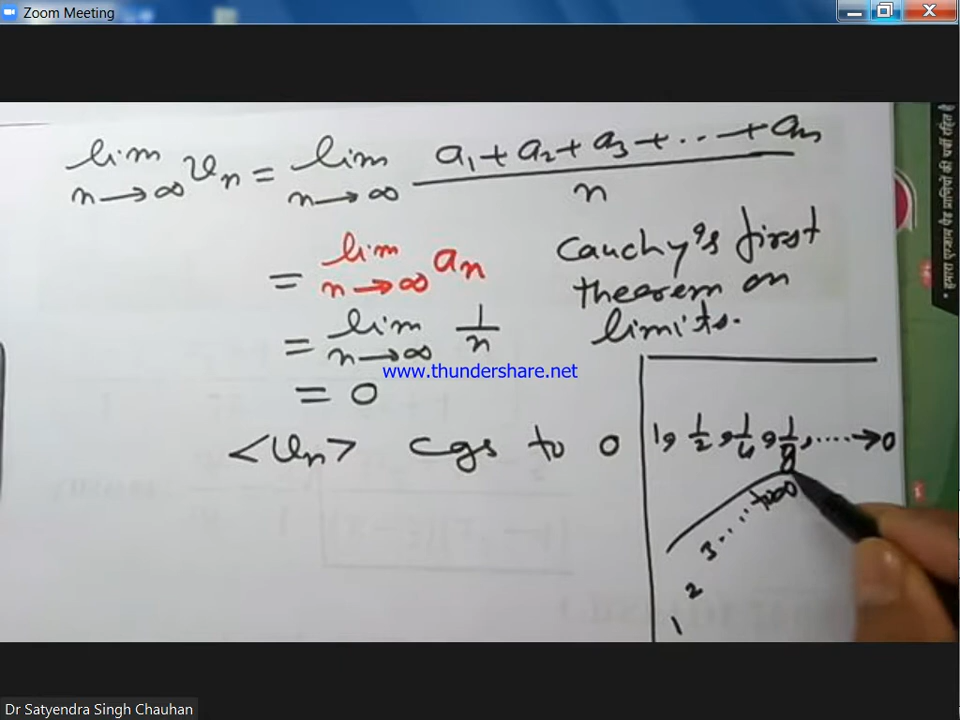 Zoom Meeting
lim n→∞ vₙ = lim n→∞ (a₁ + a₂ + a₃ + ... + aₙ)/n
= lim n→∞ aₙ
Cauchy's first
theorem on
limits.
= lim n→∞ 1/n
www.thundershare.net
= 0
<vₙ> cgs to 0
1, 1/2, 1/4, 1/8, ....→0
3.....
2
1
Dr Satyendra Singh Chauhan